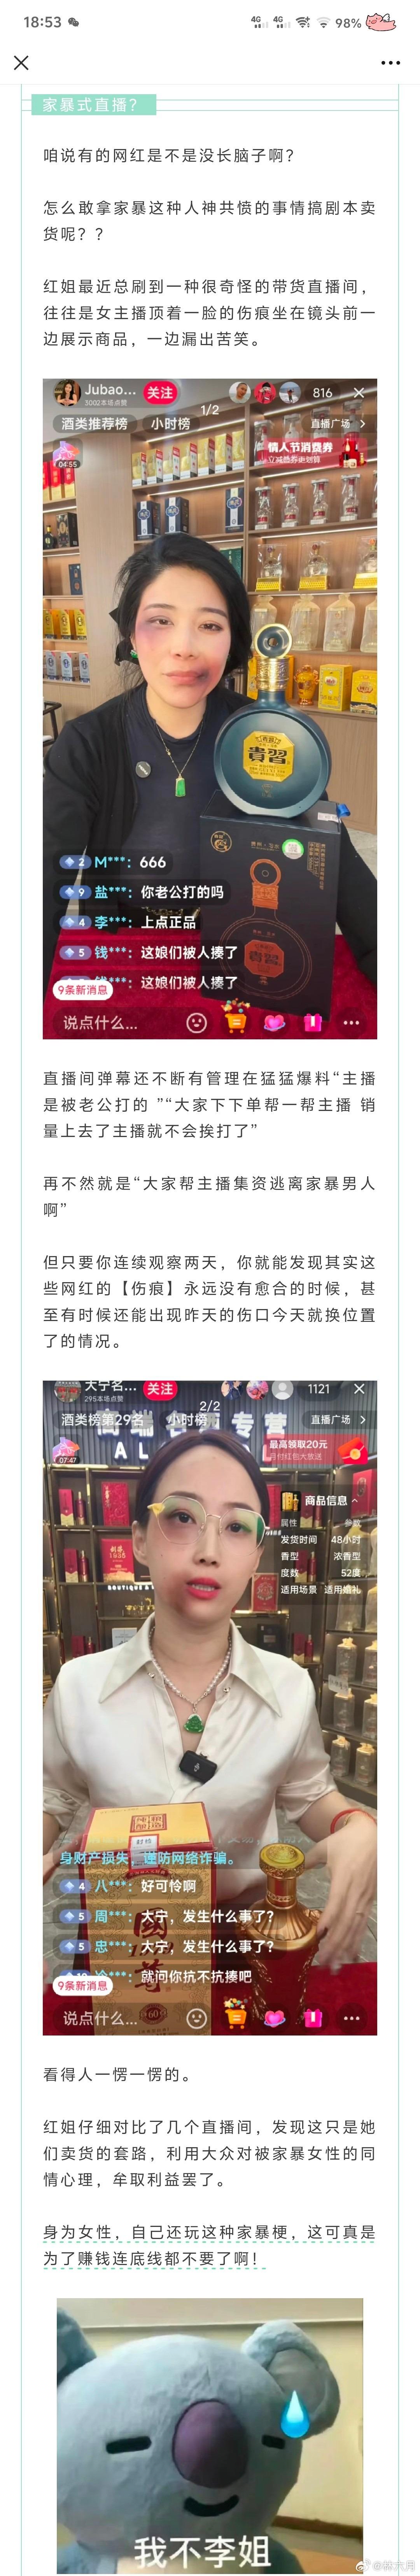 18:53
4G
4G
98%
家暴式直播？
咱说有的网红是不是没长脑子啊？
怎么敢拿家暴这种人神共愤的事情搞剧本卖
货呢？？
红姐最近总刷到一种很奇怪的带货直播间，
往往是女主播顶着一脸的伤痕坐在镜头前一
边展示商品，一边漏出苦笑。
Jubao...
3002本场点赞
关注
816
1/2
酒类推荐榜
小时榜
直播广场
04:55
情人节消费券
貴習
2 M***：666
9 盐***：你老公打的吗
4 李***：上点正品
5 钱***：这娘们被人揍了
钱***：这娘们被人揍了
9条新消息
说点什么...
直播间弹幕还不断有管理在猛猛爆料“主播
是被老公打的 ”“大家下下单帮一帮主播 销
量上去了主播就不会挨打了”
再不然就是“大家帮主播集资逃离家暴男人
啊”
但只要你连续观察两天，你就能发现其实这
些网红的【伤痕】永远没有愈合的时候，甚
至有时候还能出现昨天的伤口今天就换位置
了的情况。
大宁名...
295本场点赞
关注
1121
2/2
酒类榜第29名
小时榜
直播广场
07:47
最高领取20元
商品信息
属性
参数
发货时间 48小时
香型 浓香型
度数 52度
适用场景 适用婚礼
1935
身财产损失，谨防网络诈骗。
4 八***：好可怜啊
5 周***：大宁，发生什么事了？
5 忠***：大宁，发生什么事了？
就问你抗不抗揍吧
9条新消息
说点什么...
看得人一愣一愣的。
红姐仔细对比了几个直播间，发现这只是她
们卖货的套路，利用大众对被家暴女性的同
情心理，牟取利益罢了。
身为女性，自己还玩这种家暴梗，这可真是
为了赚钱连底线都不要了啊！
我不李姐
@林六月